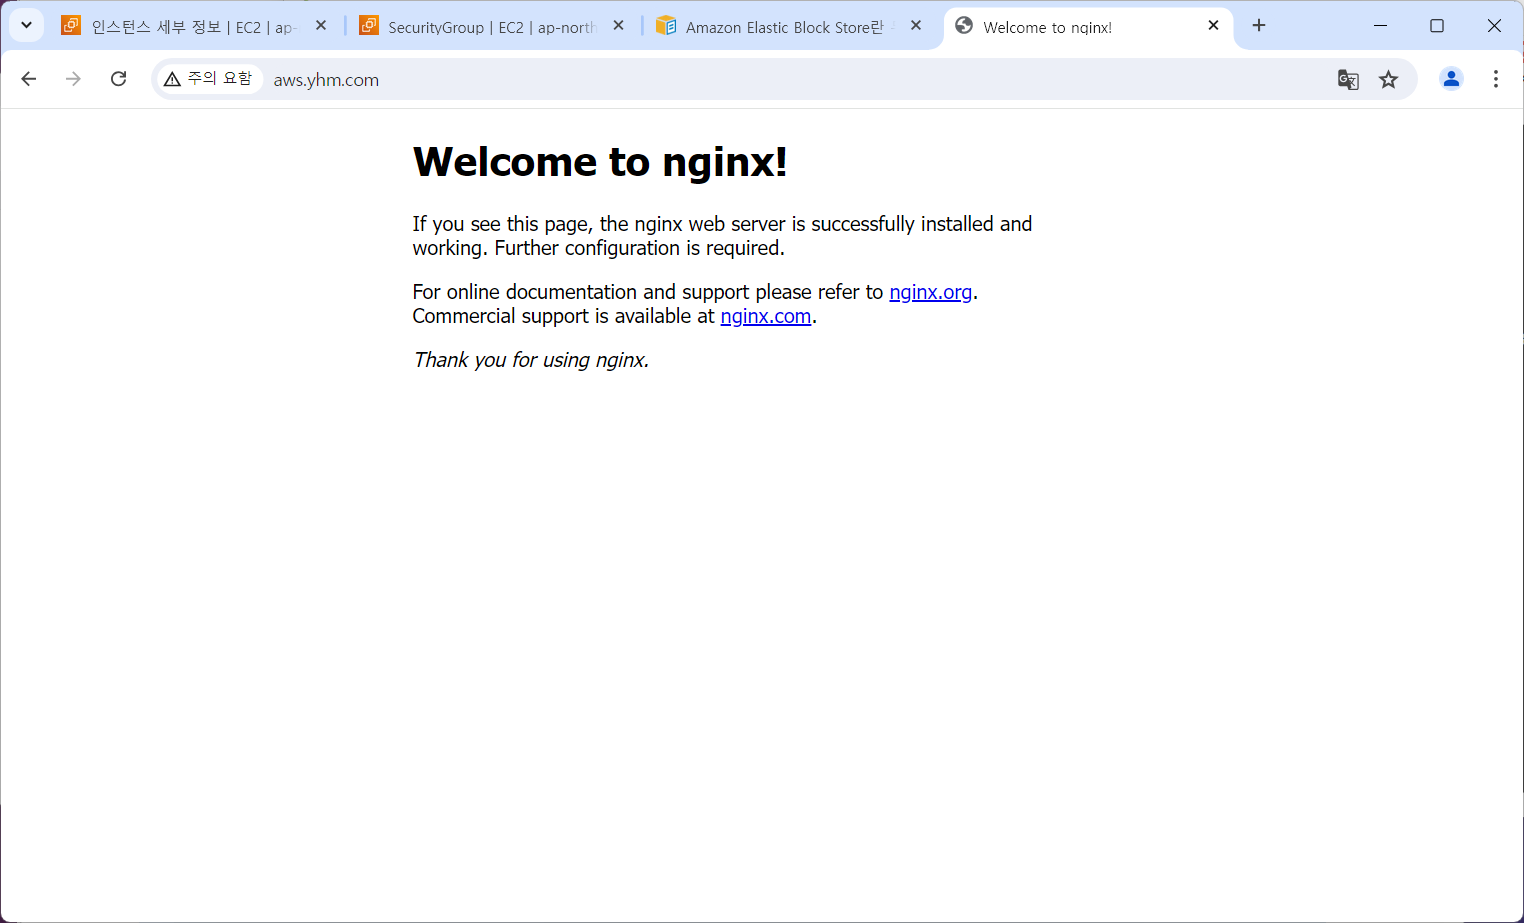 인스턴스 세부 정보 | EC2 | ap-
SecurityGroup | EC2 | ap-north
Amazon Elastic Block Store란
Welcome to nginx!
주의 요함
aws.yhm.com
Welcome to nginx!
If you see this page, the nginx web server is successfully installed and
working. Further configuration is required.
For online documentation and support please refer to nginx.org.
Commercial support is available at nginx.com.
Thank you for using nginx.